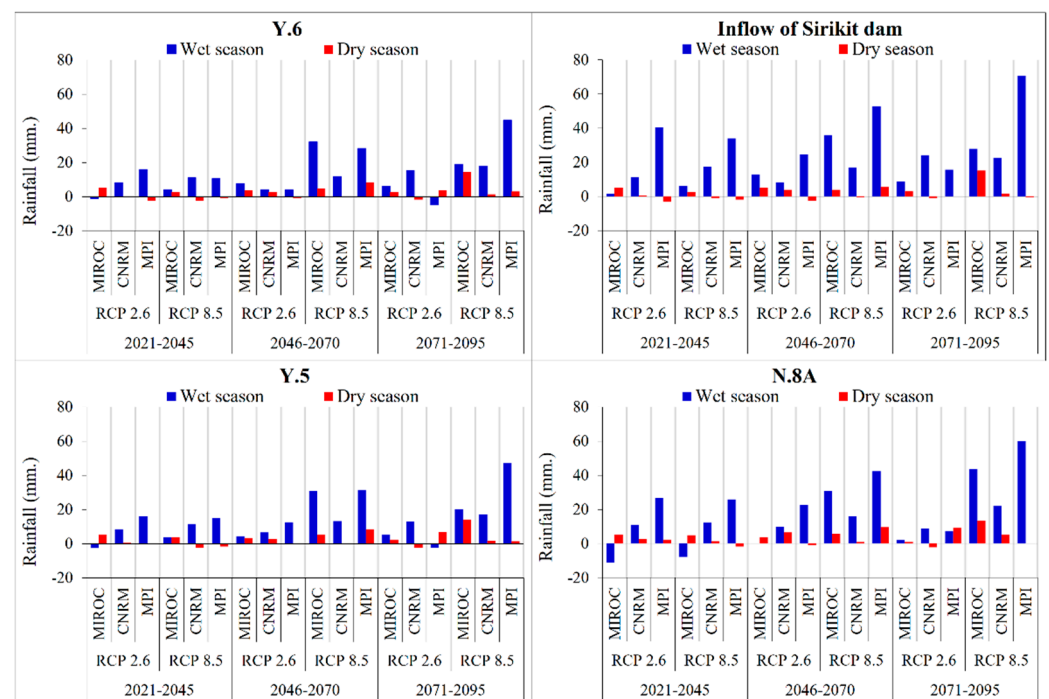 Y.6
Wet season Dry season
Rainfall (mm.)
80
60
40
20
0
-20
MIROC CNRM MPI MIROC CNRM MPI MIROC CNRM MPI MIROC CNRM MPI MIROC CNRM MPI MIROC CNRM MPI
RCP 2.6 RCP 8.5 RCP 2.6 RCP 8.5 RCP 2.6 RCP 8.5
2021-2045 2046-2070 2071-2095
Inflow of Sirikit dam
Wet season Dry season
Rainfall (mm.)
80
60
40
20
0
-20
MIROC CNRM MPI MIROC CNRM MPI MIROC CNRM MPI MIROC CNRM MPI MIROC CNRM MPI MIROC CNRM MPI
RCP 2.6 RCP 8.5 RCP 2.6 RCP 8.5 RCP 2.6 RCP 8.5
2021-2045 2046-2070 2071-2095
Y.5
Wet season Dry season
Rainfall (mm.)
80
60
40
20
0
-20
MIROC CNRM MPI MIROC CNRM MPI MIROC CNRM MPI MIROC CNRM MPI MIROC CNRM MPI MIROC CNRM MPI
RCP 2.6 RCP 8.5 RCP 2.6 RCP 8.5 RCP 2.6 RCP 8.5
2021-2045 2046-2070 2071-2095
N.8A
Wet season Dry season
Rainfall (mm.)
80
60
40
20
0
-20
MIROC CNRM MPI MIROC CNRM MPI MIROC CNRM MPI MIROC CNRM MPI MIROC CNRM MPI MIROC CNRM MPI
RCP 2.6 RCP 8.5 RCP 2.6 RCP 8.5 RCP 2.6 RCP 8.5
2021-2045 2046-2070 2071-2095